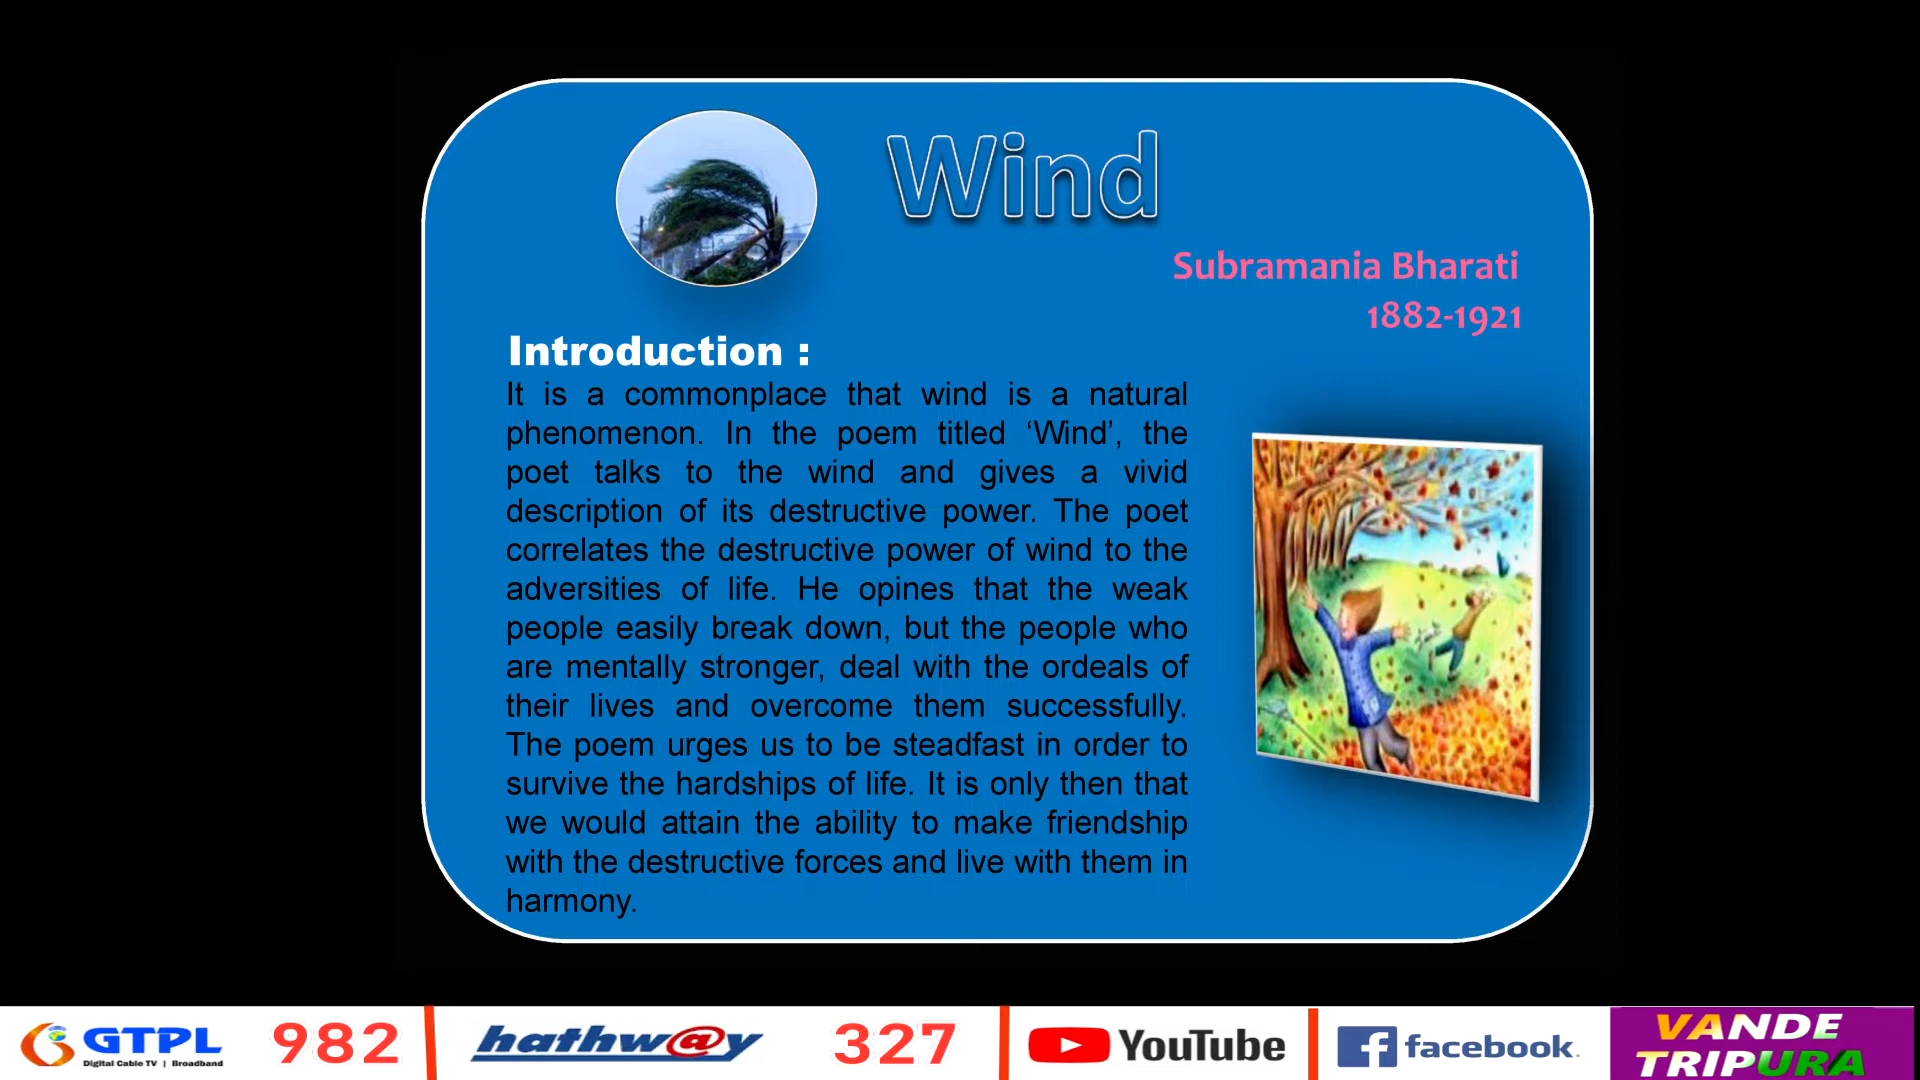 Wind
Subramania Bharati
1882-1921
Introduction :
It is a commonplace that wind is a natural
phenomenon. In the poem titled ‘Wind’, the
poet talks to the wind and gives a vivid
description of its destructive power. The poet
correlates the destructive power of wind to the
adversities of life. He opines that the weak
people easily break down, but the people who
are mentally stronger, deal with the ordeals of
their lives and overcome them successfully.
The poem urges us to be steadfast in order to
survive the hardships of life. It is only then that
we would attain the ability to make friendship
with the destructive forces and live with them in
harmony.
GTPL
Digital Cable TV | Broadband
982
hathw@y
327
YouTube
facebook.
VANDE
TRIPURA